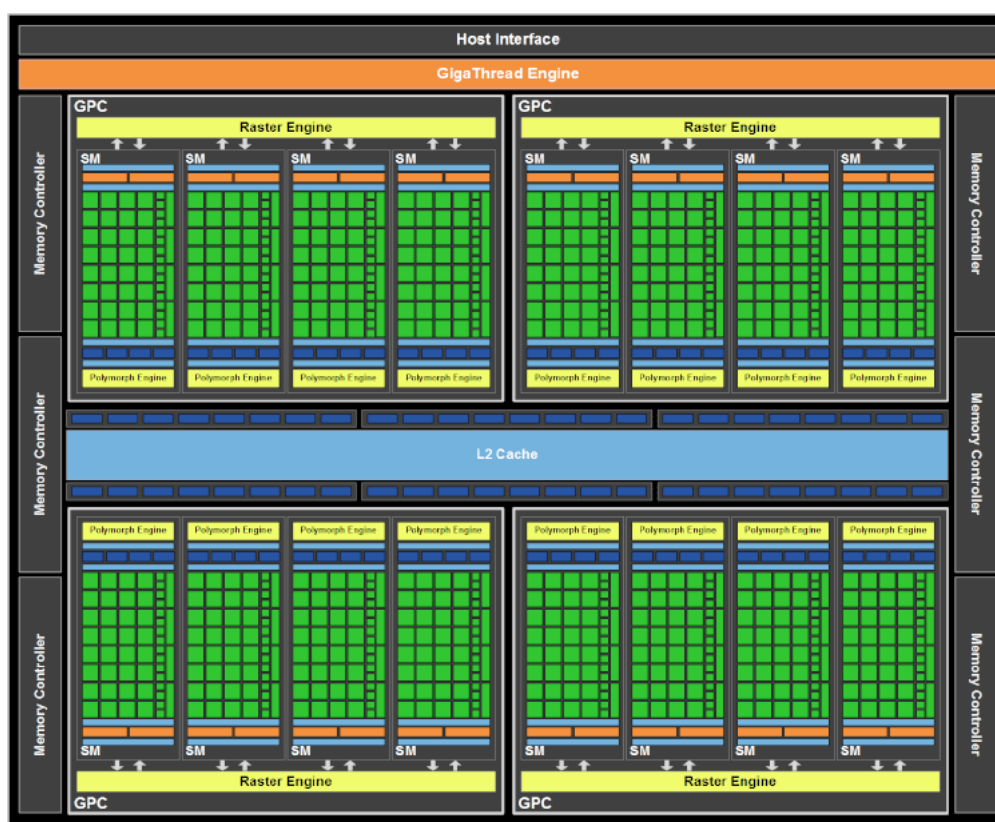 Host Interface
GigaThread Engine
GPC
GPC
Raster Engine
Raster Engine
SM SM SM SM
SM SM SM SM
Memory Controller
Memory Controller
Polymorph Engine Polymorph Engine Polymorph Engine Polymorph Engine
Polymorph Engine Polymorph Engine Polymorph Engine Polymorph Engine
Memory Controller
L2 Cache
Memory Controller
Polymorph Engine Polymorph Engine Polymorph Engine Polymorph Engine
Polymorph Engine Polymorph Engine Polymorph Engine Polymorph Engine
Memory Controller
Memory Controller
SM SM SM SM
SM SM SM SM
Raster Engine
Raster Engine
GPC
GPC